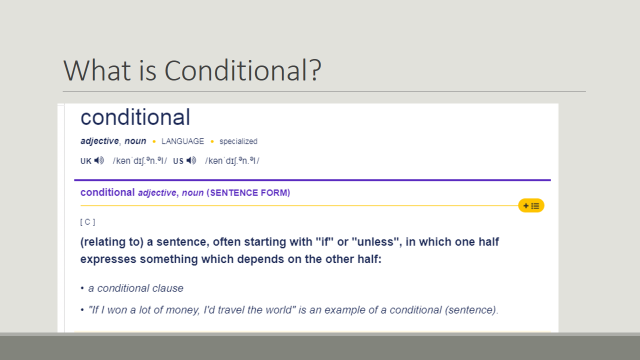 What is Conditional?
conditional
adjective, noun • LANGUAGE • specialized
UK /kənˈdɪʃ.ən.əl/ US /kənˈdɪʃ.ən.əl/
conditional adjective, noun (SENTENCE FORM)
[ C ]
(relating to) a sentence, often starting with "if" or "unless", in which one half
expresses something which depends on the other half:
• a conditional clause
• "If I won a lot of money, I'd travel the world" is an example of a conditional (sentence).